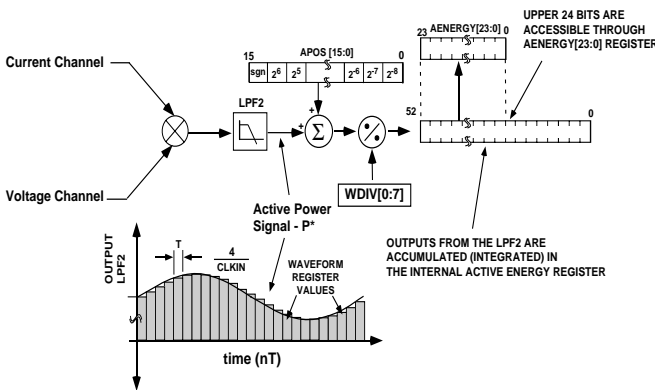 UPPER 24 BITS ARE
ACCESSIBLE THROUGH
AENERGY[23:0] REGISTER
23 AENERGY[23:0] 0
15 APOS [15:0] 0
sgn 2^6 2^5 2^-6 2^-7 2^-8
Current Channel
LPF2
+
+
Σ
52 0
WDIV[0:7]
Voltage Channel
Active Power
Signal - P*
OUTPUTS FROM THE LPF2 ARE
ACCUMULATED (INTEGRATED) IN
THE INTERNAL ACTIVE ENERGY REGISTER
OUTPUT
LPF2
T
4
CLKIN
WAVEFORM
REGISTER
VALUES
time (nT)